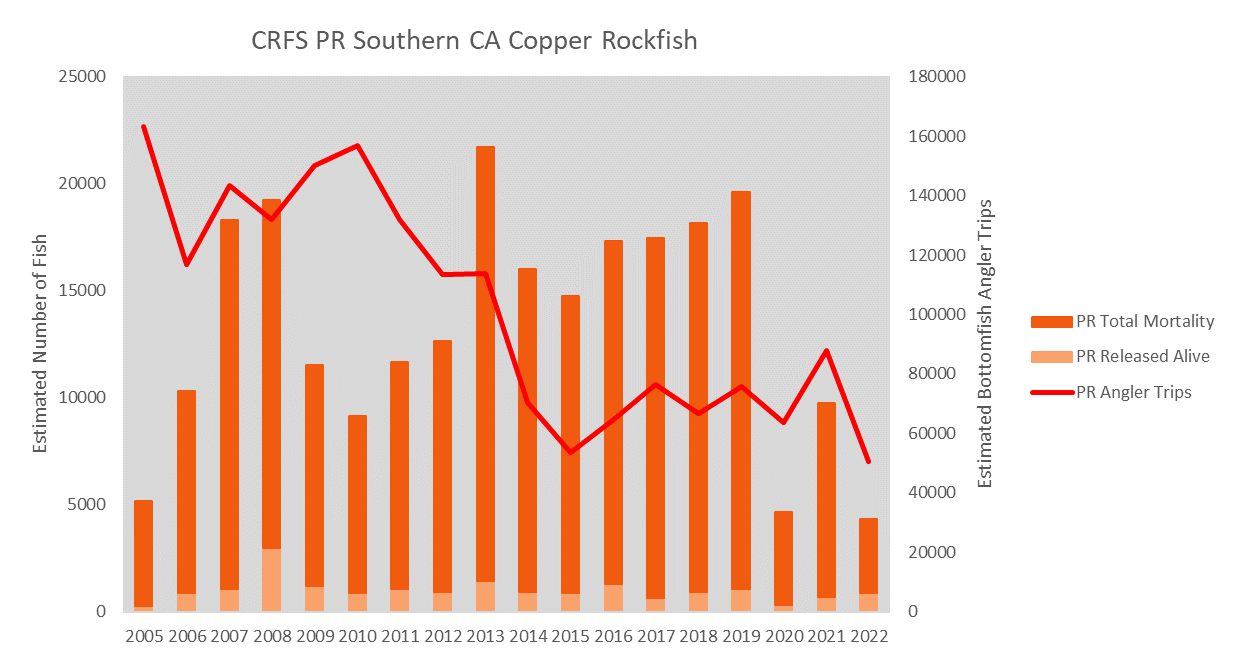 CRFS PR Southern CA Copper Rockfish
25000
20000
15000
10000
5000
0
Estimated Number of Fish
180000
160000
140000
120000
100000
80000
60000
40000
20000
0
Estimated Bottomfish Angler Trips
2005 2006 2007 2008 2009 2010 2011 2012 2013 2014 2015 2016 2017 2018 2019 2020 2021 2022
PR Total Mortality
PR Released Alive
PR Angler Trips